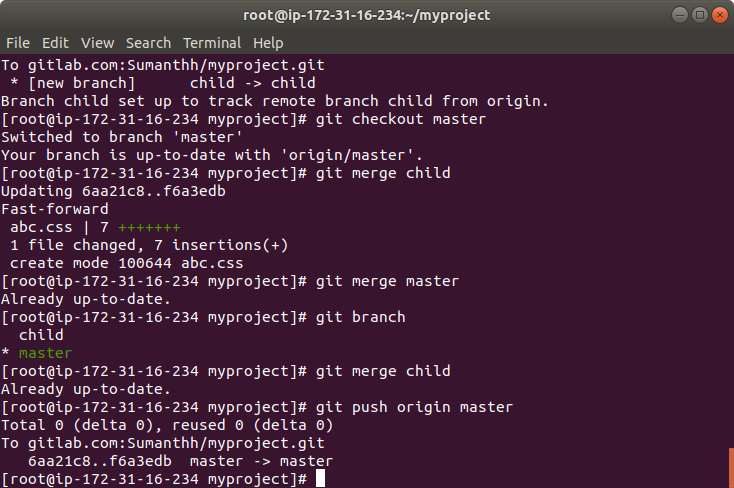 root@ip-172-31-16-234:~/myproject
File Edit View Search Terminal Help
To gitlab.com:Sumanthh/myproject.git
 * [new branch]      child -> child
Branch child set up to track remote branch child from origin.
[root@ip-172-31-16-234 myproject]# git checkout master
Switched to branch 'master'
Your branch is up-to-date with 'origin/master'.
[root@ip-172-31-16-234 myproject]# git merge child
Updating 6aa21c8..f6a3edb
Fast-forward
 abc.css | 7 +++++++
 1 file changed, 7 insertions(+)
 create mode 100644 abc.css
[root@ip-172-31-16-234 myproject]# git merge master
Already up-to-date.
[root@ip-172-31-16-234 myproject]# git branch
  child
* master
[root@ip-172-31-16-234 myproject]# git merge child
Already up-to-date.
[root@ip-172-31-16-234 myproject]# git push origin master
Total 0 (delta 0), reused 0 (delta 0)
To gitlab.com:Sumanthh/myproject.git
   6aa21c8..f6a3edb  master -> master
[root@ip-172-31-16-234 myproject]#